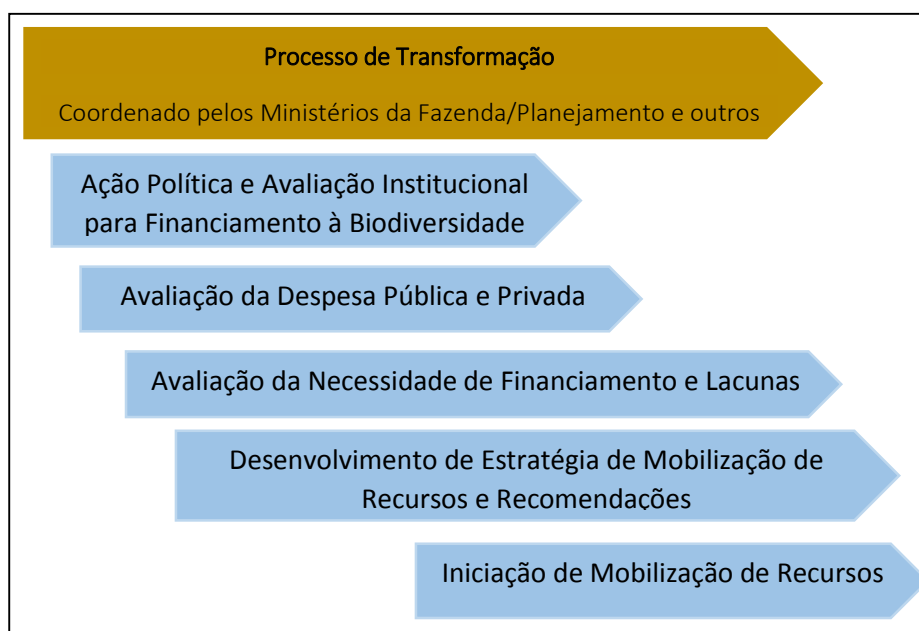 Processo de Transformação
Coordenado pelos Ministérios da Fazenda/Planejamento e outros
Ação Política e Avaliação Institucional
para Financiamento à Biodiversidade
Avaliação da Despesa Pública e Privada
Avaliação da Necessidade de Financiamento e Lacunas
Desenvolvimento de Estratégia de Mobilização de
Recursos e Recomendações
Iniciação de Mobilização de Recursos